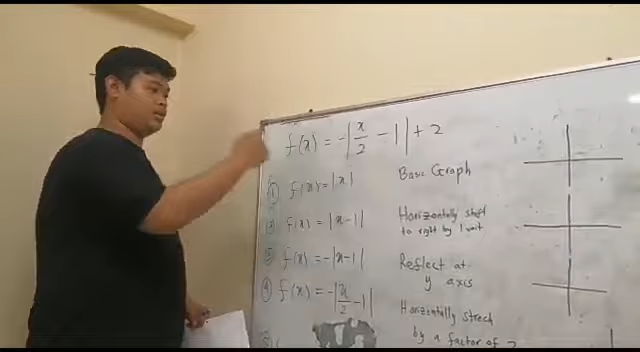 f(x) = -|x/2 - 1| + 2
① f(x) = |x| Basic Graph
② f(x) = |x-1| Horizontally shift
to right by 1 unit
③ f(x) = -|x-1| Reflect at
y axis
④ f(x) = -|x/2 - 1| Horizontally strech
by a factor of 2